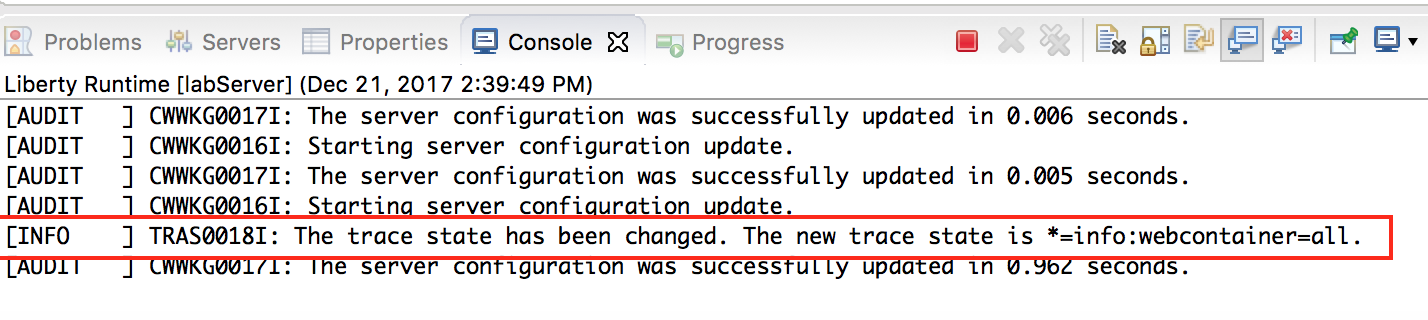 Problems Servers Properties Console Progress
Liberty Runtime [labServer] (Dec 21, 2017 2:39:49 PM)
[AUDIT   ] CWWKG0017I: The server configuration was successfully updated in 0.006 seconds.
[AUDIT   ] CWWKG0016I: Starting server configuration update.
[AUDIT   ] CWWKG0017I: The server configuration was successfully updated in 0.005 seconds.
[AUDIT   ] CWWKG0016I: Starting server configuration update.
[INFO    ] TRAS0018I: The trace state has been changed. The new trace state is *=info:webcontainer=all.
[AUDIT   ] CWWKG0017I: The server configuration was successfully updated in 0.962 seconds.